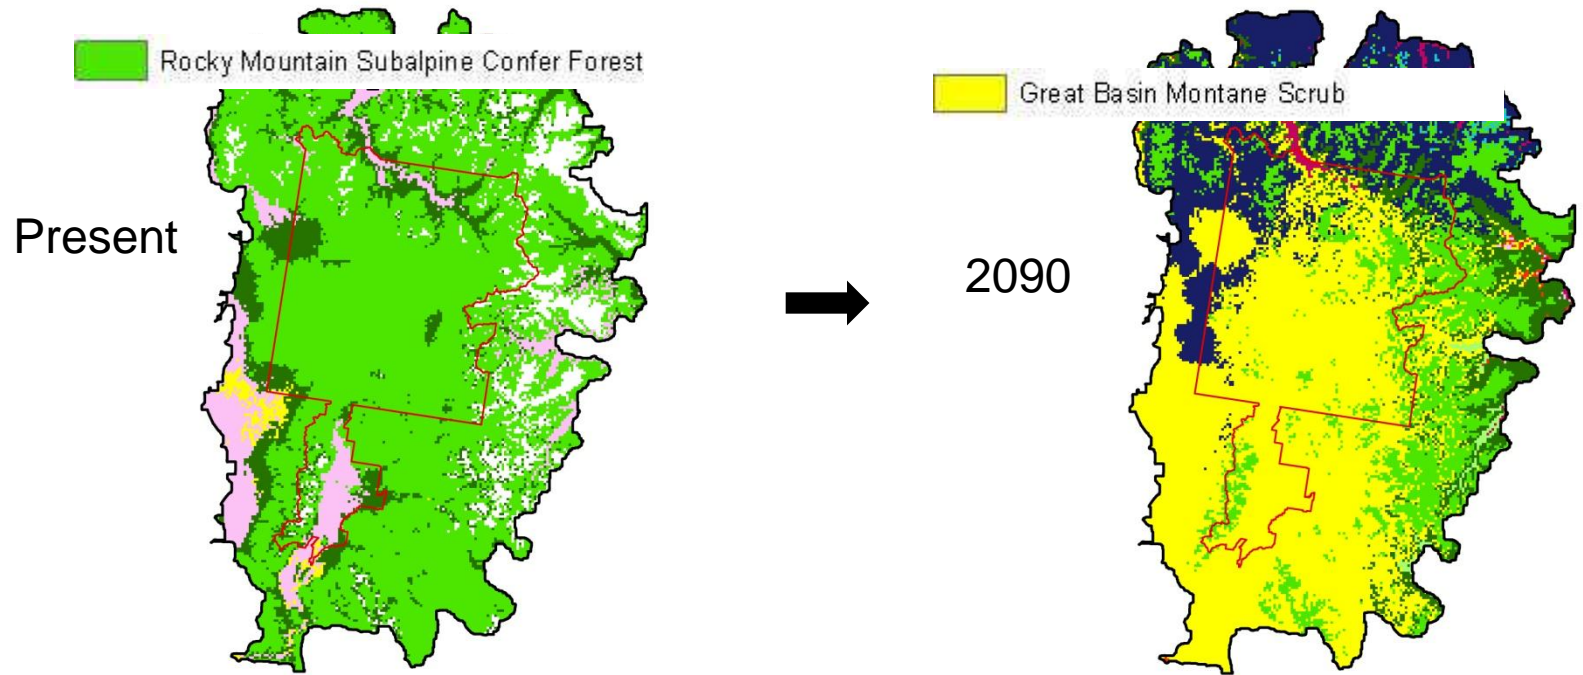 Rocky Mountain Subalpine Confer Forest
Great Basin Montane Scrub
Present
2090